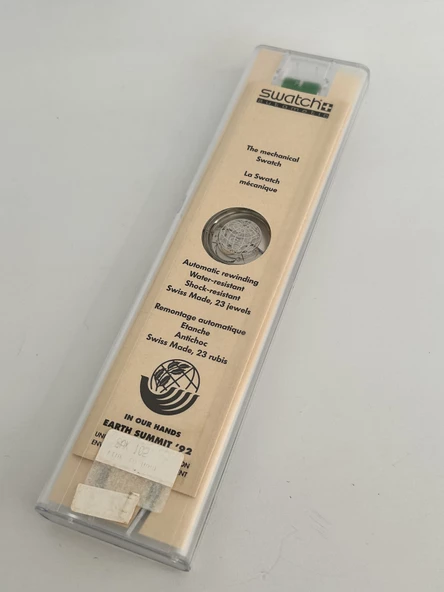 swatch
automatic
The mechanical
Swatch
La Swatch
mécanique
Automatic rewinding
Water-resistant
Shock-resistant
Swiss Made, 23 jewels
Remontage automatique
Etanche
Antichoc
Swiss Made, 23 rubis
IN OUR HANDS
EARTH SUMMIT '92